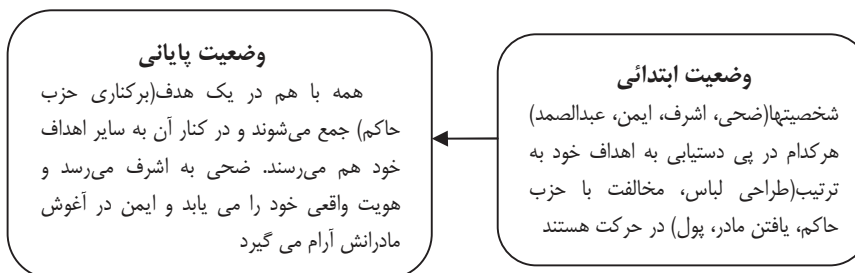 وضعیت ابتدائی
شخصیتها(ضحی، اشرف، ایمن، عبدالصمد)
هرکدام در پی دستیابی به اهداف خود به
ترتیب(طراحی لباس، مخالفت با حزب
حاکم، یافتن مادر، پول) در حرکت هستند
وضعیت پایانی
همه با هم در یک هدف(برکناری حزب
حاکم) جمع می‌شوند و در کنار آن به سایر اهداف
خود هم می‌رسند. ضحی به اشرف می‌رسد و
هویت واقعی خود را می یابد و ایمن در آغوش
مادرانش آرام می گیرد